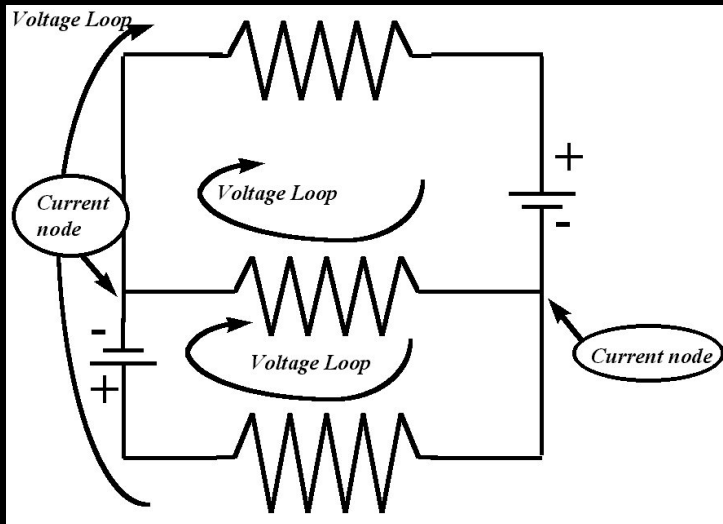 Voltage Loop
+
Current
node
Voltage Loop
-
-
Voltage Loop
Current node
+